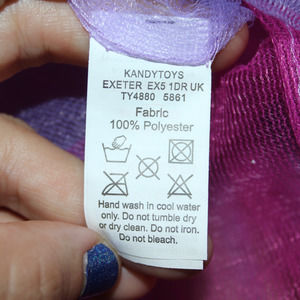 KANDYTOYS
EXETER EX5 1DR UK
TY4880 5861
Fabric
100% Polyester
Hand wash in cool water
only. Do not tumble dry
or dry clean. Do not iron.
Do not bleach.